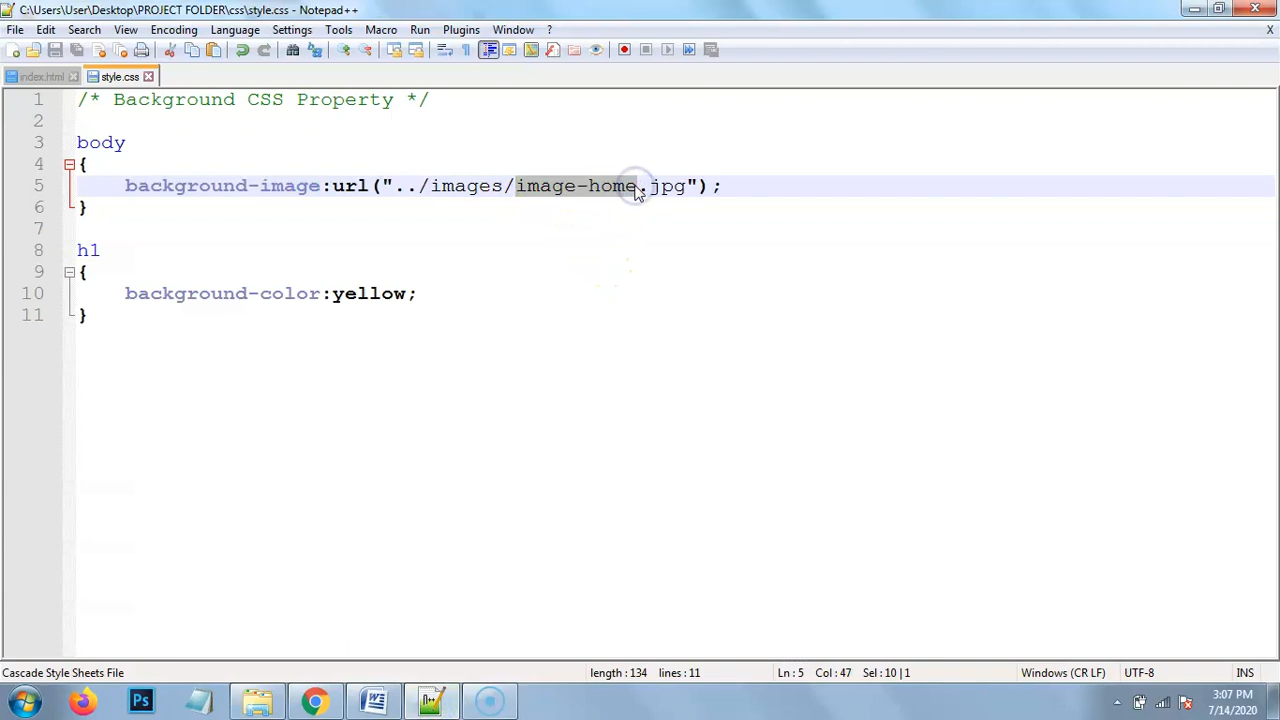 C:\Users\User\Desktop\PROJECT FOLDER\css\style.css - Notepad++
File Edit Search View Encoding Language Settings Tools Macro Run Plugins Window ? X
index.html style.css
1 /* Background CSS Property */
2
3 body
4 {
5 background-image:url("../images/image-home.jpg");
6 }
7
8 h1
9 {
10 background-color:yellow;
11 }
Cascade Style Sheets File length : 134 lines : 11 Ln : 5 Col : 47 Sel : 10 | 1 Windows (CR LF) UTF-8 INS
Ps W n++ 3:07 PM
7/14/2020